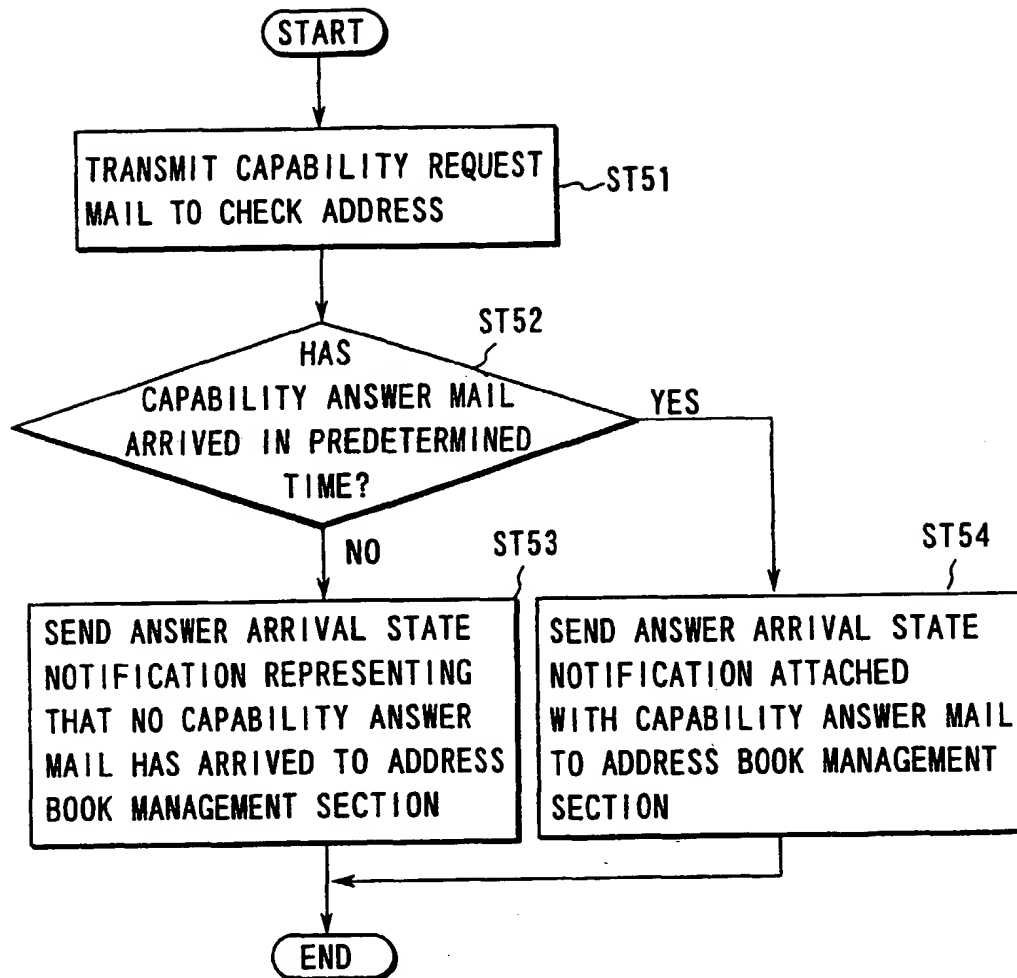 START
TRANSMIT CAPABILITY REQUEST
MAIL TO CHECK ADDRESS
ST51
ST52
HAS
CAPABILITY ANSWER MAIL
ARRIVED IN PREDETERMINED
TIME?
YES
NO
ST53
SEND ANSWER ARRIVAL STATE
NOTIFICATION REPRESENTING
THAT NO CAPABILITY ANSWER
MAIL HAS ARRIVED TO ADDRESS
BOOK MANAGEMENT SECTION
ST54
SEND ANSWER ARRIVAL STATE
NOTIFICATION ATTACHED
WITH CAPABILITY ANSWER MAIL
TO ADDRESS BOOK MANAGEMENT
SECTION
END